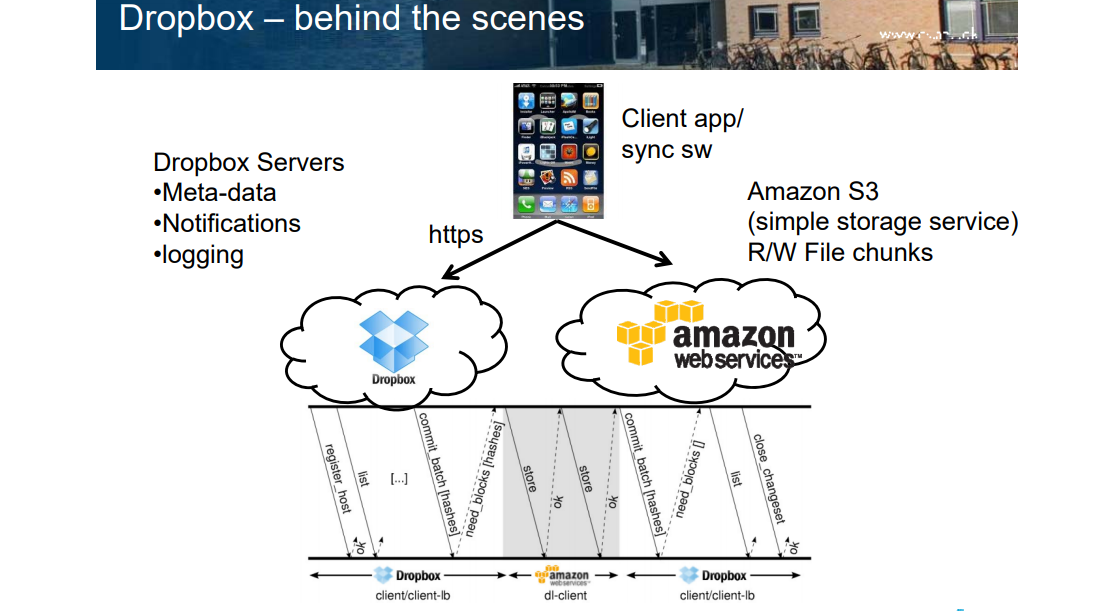 Dropbox – behind the scenes
Client app/
sync sw
Dropbox Servers
•Meta-data
•Notifications
•logging
https
Amazon S3
(simple storage service)
R/W File chunks
Dropbox
amazon
webservices™
register_host
ok
list
[...]
commit_batch [hashes]
need_blocks [hashes]
store
ok
store
ok
commit_batch [hashes]
need_blocks []
list
close_changeset
ok
Dropbox
client/client-lb
amazon
webservices
dl-client
Dropbox
client/client-lb